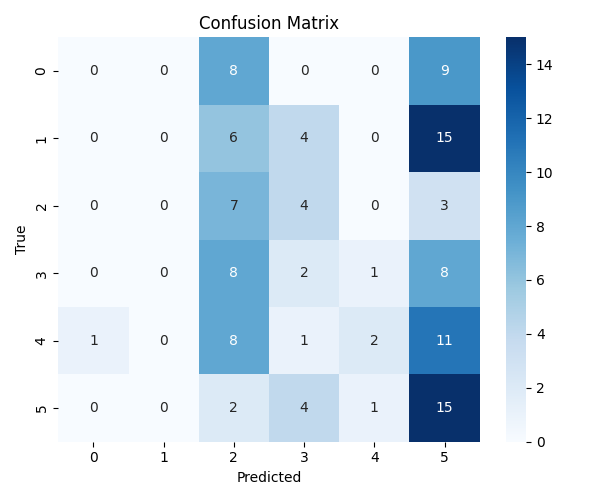 Confusion Matrix
0 0 0 8 0 0 9
1 0 0 6 4 0 15
2 0 0 7 4 0 3
3 0 0 8 2 1 8
4 1 0 8 1 2 11
5 0 0 2 4 1 15
0 1 2 3 4 5
True
Predicted
14
12
10
8
6
4
2
0